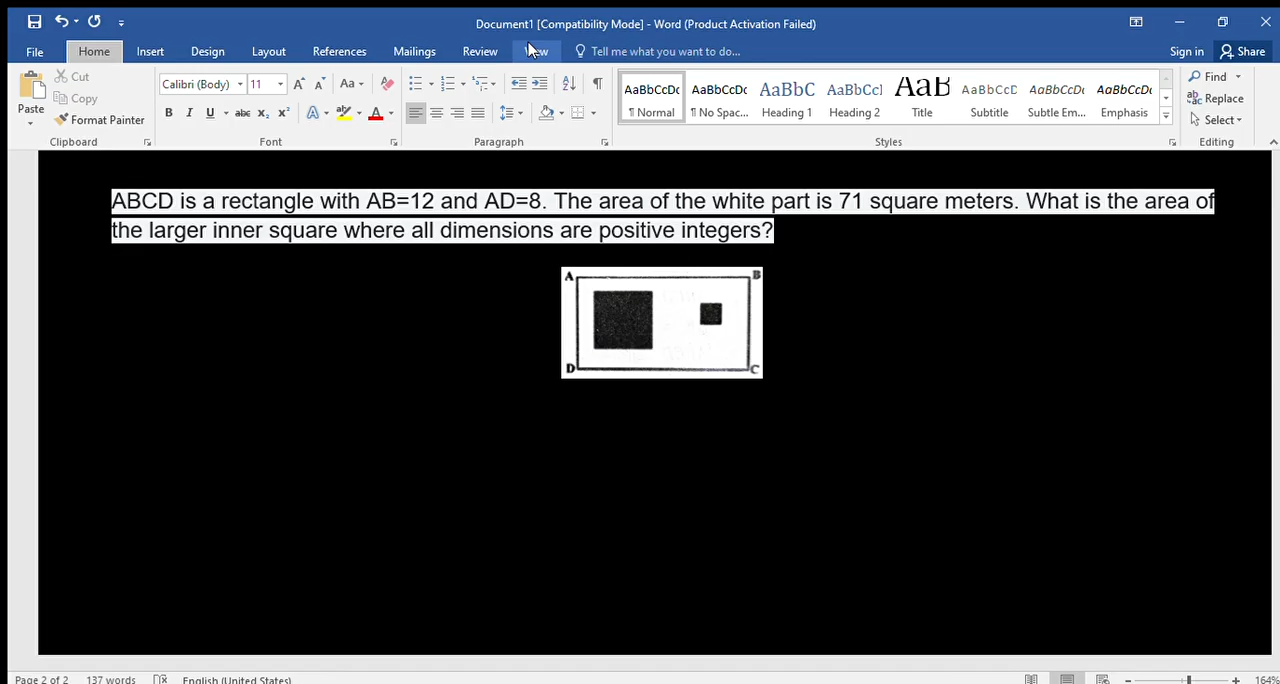 Document1 [Compatibility Mode] - Word (Product Activation Failed)
File Home Insert Design Layout References Mailings Review View Tell me what you want to do... Sign in Share
Cut
Copy
Paste
Format Painter
Clipboard
Calibri (Body) 11
Font
Paragraph
AaBbCcDc AaBbCcDc AaBbC AaBbCcl AaB AaBbCcD AaBbCcDc AaBbCcDc
¶ Normal ¶ No Spac... Heading 1 Heading 2 Title Subtitle Subtle Em... Emphasis
Styles
Find
Replace
Select
Editing
ABCD is a rectangle with AB=12 and AD=8. The area of the white part is 71 square meters. What is the area of
the larger inner square where all dimensions are positive integers?
A B
D C
Page 2 of 2 137 words English (United States) 164%